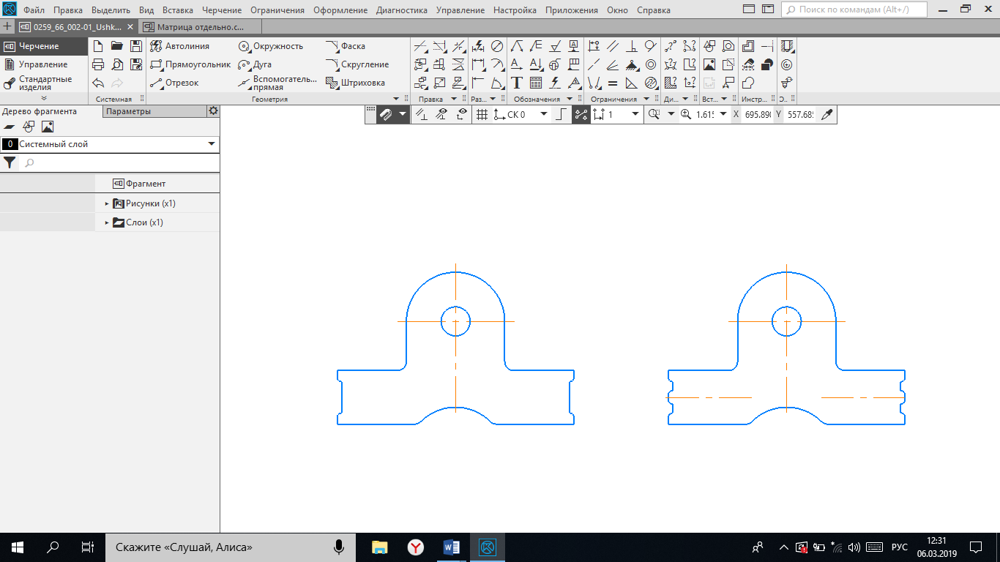 Файл Правка Выделить Вид Вставка Черчение Ограничения Оформление Диагностика Управление Настройка Приложения Окно Справка Поиск по командам (Alt+/)
0259_66_002-01_Ushk... Матрица отдельно.c...
Черчение
Управление
Стандартные изделия
Автолиния Окружность Фаска
Прямоугольник Дуга Скругление
Отрезок Вспомогатель... прямая Штриховка
Системная Геометрия Правка Раз... Обозначения Ограничения Ди... Вст... Инстр... Э..
Дерево фрагмента Параметры
СК 0 1 1.615 X 695.890 Y 557.685
0 Системный слой
Фрагмент
Рисунки (x1)
Слои (x1)
Скажите «Слушай, Алиса»
РУС
12:31
06.03.2019